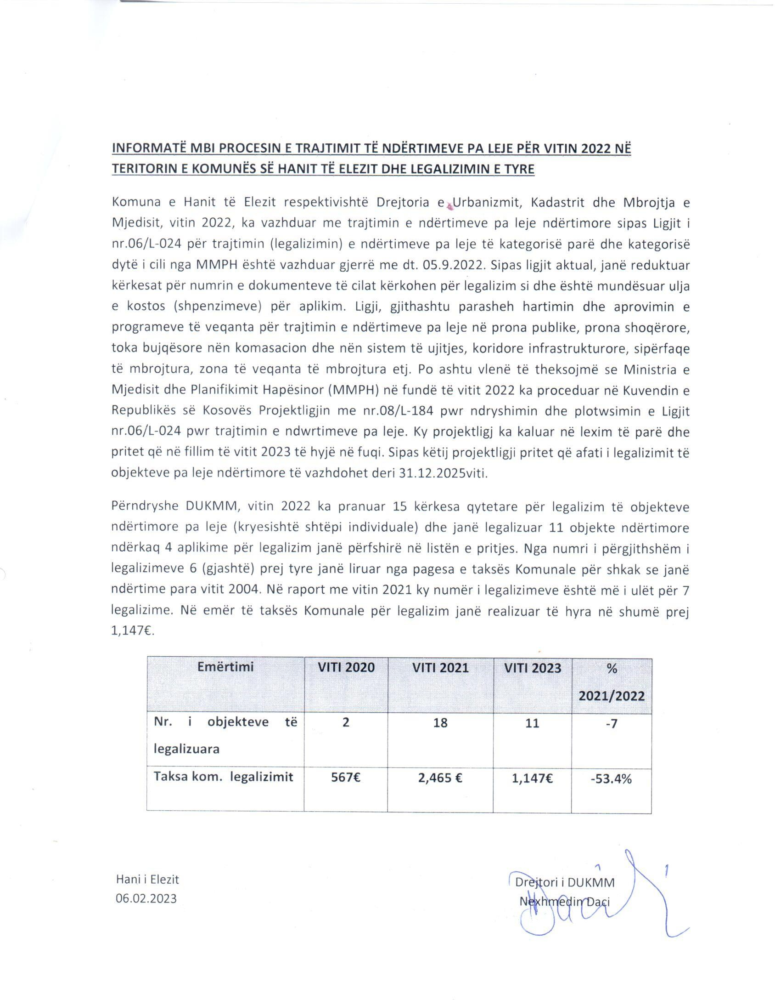 INFORMATË MBI PROCESIN E TRAJTIMIT TË NDËRTIMEVE PA LEJE PËR VITIN 2022 NË
TERITORIN E KOMUNËS SË HANIT TË ELEZIT DHE LEGALIZIMIN E TYRE
Komuna e Hanit të Elezit respektivishtë Drejtoria e Urbanizmit, Kadastrit dhe Mbrojtja e
Mjedisit, vitin 2022, ka vazhduar me trajtimin e ndërtimeve pa leje ndërtimore sipas Ligjit i
nr.06/L-024 për trajtimin (legalizimin) e ndërtimeve pa leje të kategorisë parë dhe kategorisë
dytë i cili nga MMPH është vazhduar gjerrë me dt. 05.9.2022. Sipas ligjit aktual, janë reduktuar
kërkesat për numrin e dokumenteve të cilat kërkohen për legalizim si dhe është mundësuar ulja
e kostos (shpenzimeve) për aplikim. Ligji, gjithashtu parasheh hartimin dhe aprovimin e
programeve të veqanta për trajtimin e ndërtimeve pa leje në prona publike, prona shoqërore,
toka bujqësore nën komasacion dhe nën sistem të ujitjes, koridore infrastrukturore, sipërfaqe
të mbrojtura, zona të veqanta të mbrojtura etj. Po ashtu vlenë të theksojmë se Ministria e
Mjedisit dhe Planifikimit Hapësinor (MMPH) në fundë të vitit 2022 ka proceduar në Kuvendin e
Republikës së Kosovës Projektligjin me nr.08/L-184 pwr ndryshimin dhe plotwsimin e Ligjit
nr.06/L-024 pwr trajtimin e ndwrtimeve pa leje. Ky projektligj ka kaluar në lexim të parë dhe
pritet që në fillim të vitit 2023 të hyjë në fuqi. Sipas këtij projektligji pritet që afati i legalizimit të
objekteve pa leje ndërtimore të vazhdohet deri 31.12.2025viti.
Përndryshe DUKMM, vitin 2022 ka pranuar 15 kërkesa qytetare për legalizim të objekteve
ndërtimore pa leje (kryesishtë shtëpi individuale) dhe janë legalizuar 11 objekte ndërtimore
ndërkaq 4 aplikime për legalizim janë përfshirë në listën e pritjes. Nga numri i përgjithshëm i
legalizimeve 6 (gjashtë) prej tyre janë liruar nga pagesa e taksës Komunale për shkak se janë
ndërtime para vitit 2004. Në raport me vitin 2021 ky numër i legalizimeve është më i ulët për 7
legalizime. Në emër të taksës Komunale për legalizim janë realizuar të hyra në shumë prej
1,147€.
Emërtimi VITI 2020 VITI 2021 VITI 2023 %
2021/2022
Nr. i objekteve të 2 18 11 -7
legalizuara
Taksa kom. legalizimit 567€ 2,465 € 1,147€ -53.4%
Hani i Elezit
06.02.2023
Drejtori i DUKMM
Nexhmedin Daci